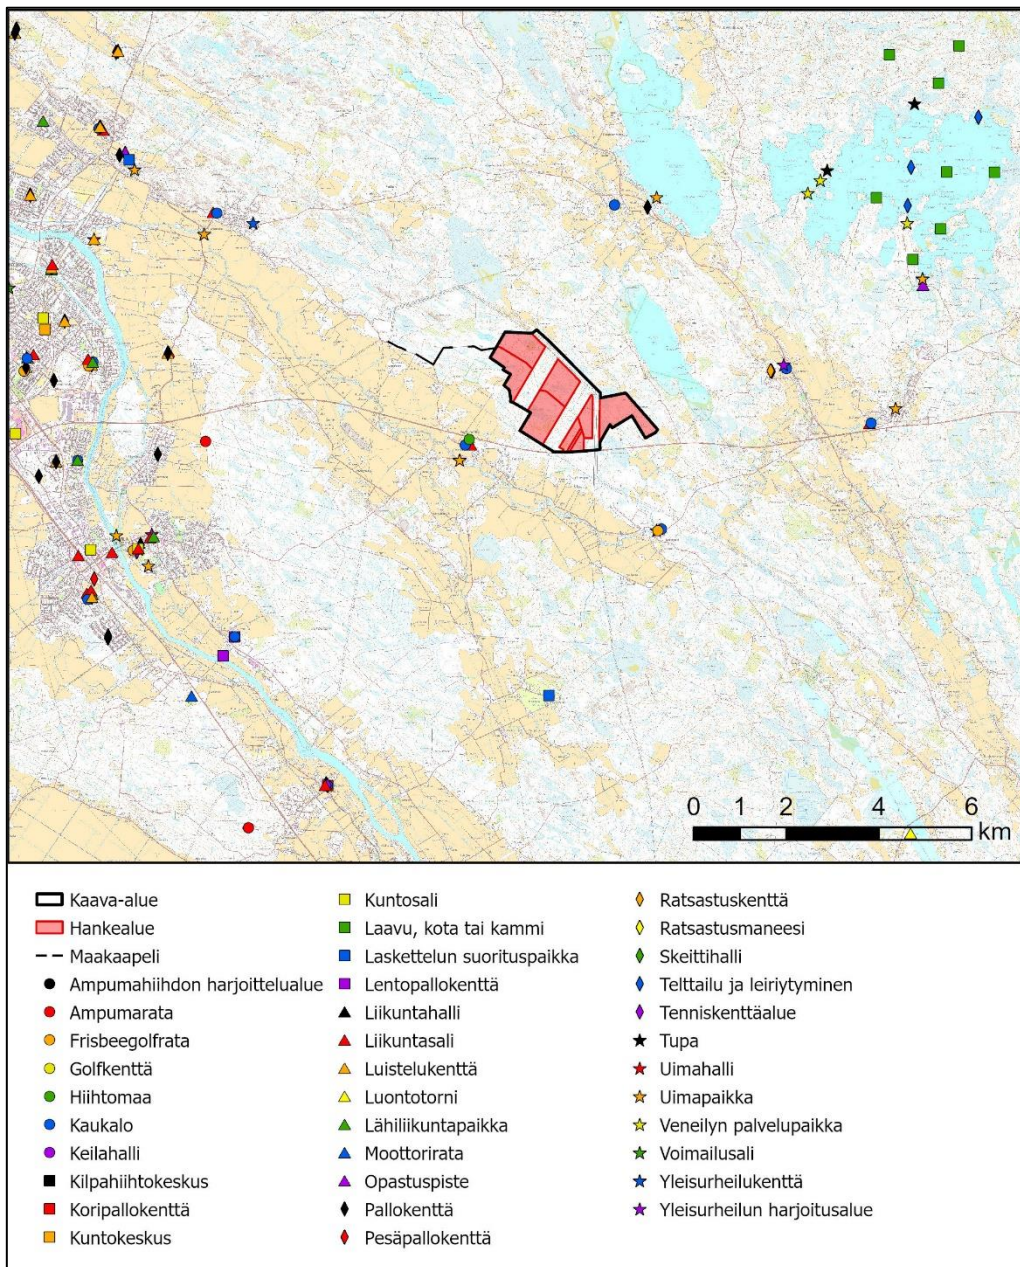 0 1 2 4 6
km
Kaava-alue
Hankealue
Maakaapeli
Ampumahiihdon harjoittelualue
Ampumarata
Frisbeegolfrata
Golfkenttä
Hiihtomaa
Kaukalo
Keilahalli
Kilpahiihtokeskus
Koripallokenttä
Kuntokeskus
Kuntosali
Laavu, kota tai kammi
Laskettelun suorituspaikka
Lentopallokenttä
Liikuntahalli
Liikuntasali
Luistelukenttä
Luontotorni
Lähiliikuntapaikka
Moottorirata
Opastuspiste
Pallokenttä
Pesäpallokenttä
Ratsastuskenttä
Ratsastusmaneesi
Skeittihalli
Telttailu ja leiriytyminen
Tenniskenttäalue
Tupa
Uimahalli
Uimapaikka
Veneilyn palvelupaikka
Voimailusali
Yleisurheilukenttä
Yleisurheilun harjoitusalue